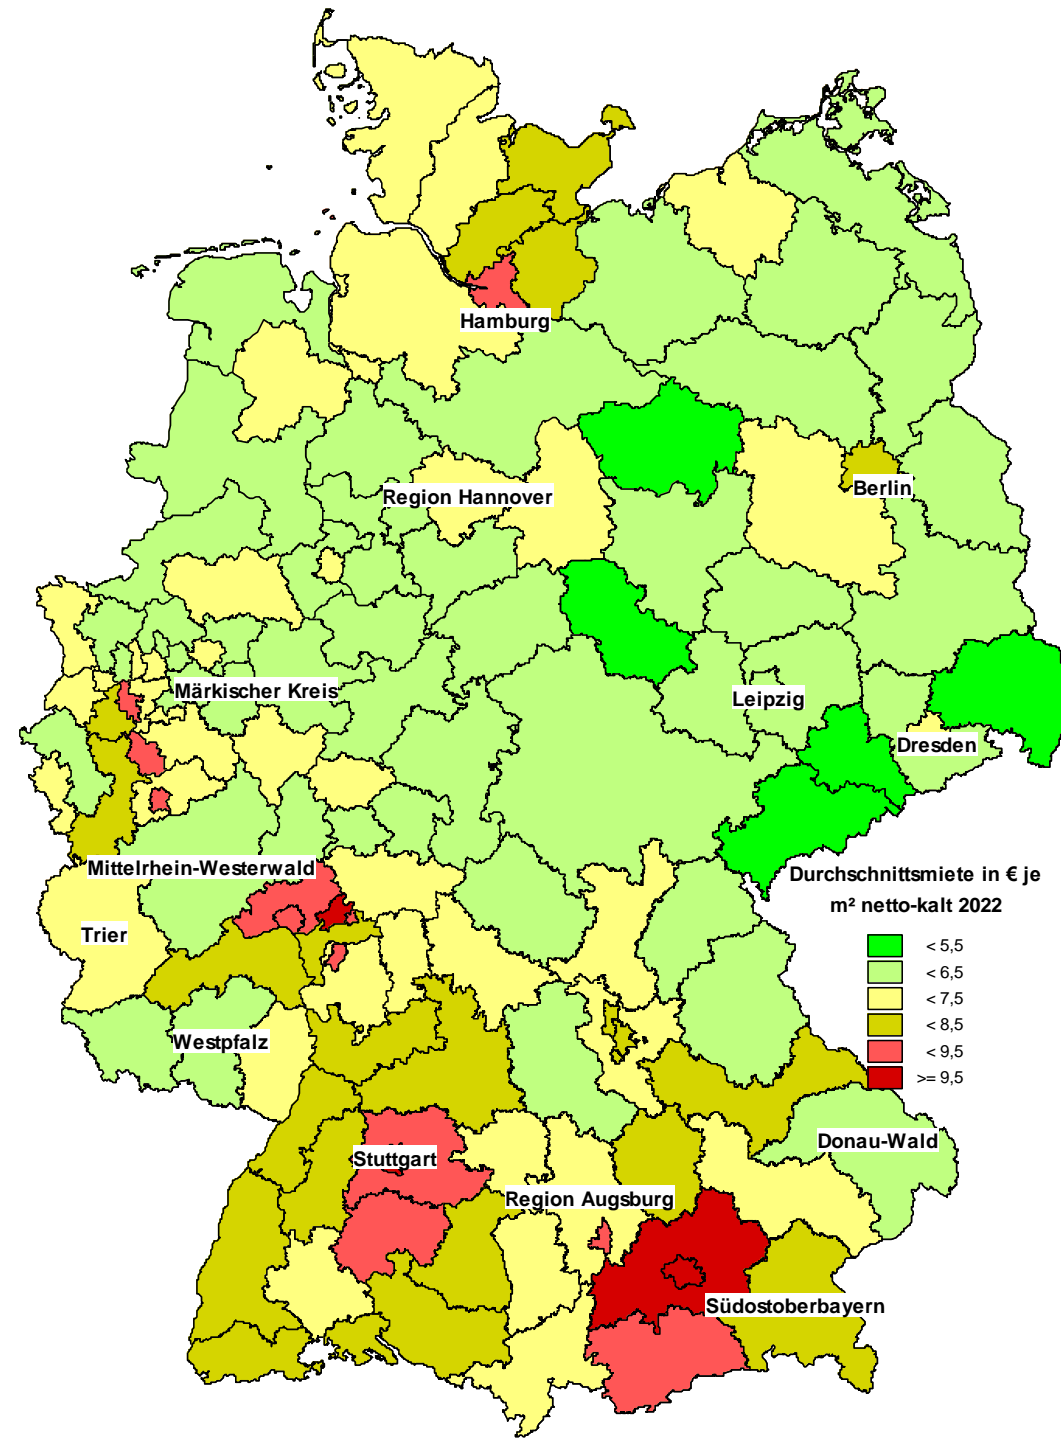 Hamburg
Region Hannover
Berlin
Märkischer Kreis
Leipzig
Dresden
Mittelrhein-Westerwald
Durchschnittsmiete in € je
m² netto-kalt 2022
Trier
< 5,5
< 6,5
< 7,5
< 8,5
< 9,5
>= 9,5
Westpfalz
Donau-Wald
Stuttgart
Region Augsburg
Südostoberbayern